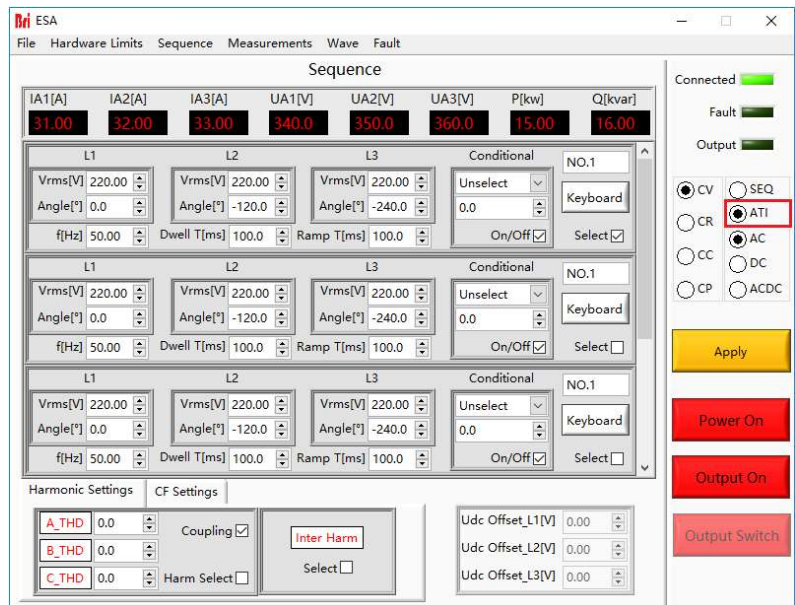 Bri ESA
File Hardware Limits Sequence Measurements Wave Fault
Sequence
IA1[A] IA2[A] IA3[A] UA1[V] UA2[V] UA3[V] P[kw] Q[kvar]
31.00 32.00 33.00 340.0 350.0 360.0 15.00 16.00
L1 L2 L3 Conditional NO.1
Vrms[V] 220.00 Vrms[V] 220.00 Vrms[V] 220.00 Unselect Keyboard
Angle[°] 0.0 Angle[°] -120.0 Angle[°] -240.0 0.0
f[Hz] 50.00 Dwell T[ms] 100.0 Ramp T[ms] 100.0 On/Off Select
L1 L2 L3 Conditional NO.1
Vrms[V] 220.00 Vrms[V] 220.00 Vrms[V] 220.00 Unselect Keyboard
Angle[°] 0.0 Angle[°] -120.0 Angle[°] -240.0 0.0
f[Hz] 50.00 Dwell T[ms] 100.0 Ramp T[ms] 100.0 On/Off Select
L1 L2 L3 Conditional NO.1
Vrms[V] 220.00 Vrms[V] 220.00 Vrms[V] 220.00 Unselect Keyboard
Angle[°] 0.0 Angle[°] -120.0 Angle[°] -240.0 0.0
f[Hz] 50.00 Dwell T[ms] 100.0 Ramp T[ms] 100.0 On/Off Select
Harmonic Settings CF Settings
A_THD 0.0 Coupling
B_THD 0.0
C_THD 0.0 Harm Select
Inter Harm
Select
Udc Offset_L1[V] 0.00
Udc Offset_L2[V] 0.00
Udc Offset_L3[V] 0.00
Connected
Fault
Output
CV SEQ
CR ATI
AC
CC DC
CP ACDC
Apply
Power On
Output On
Output Switch